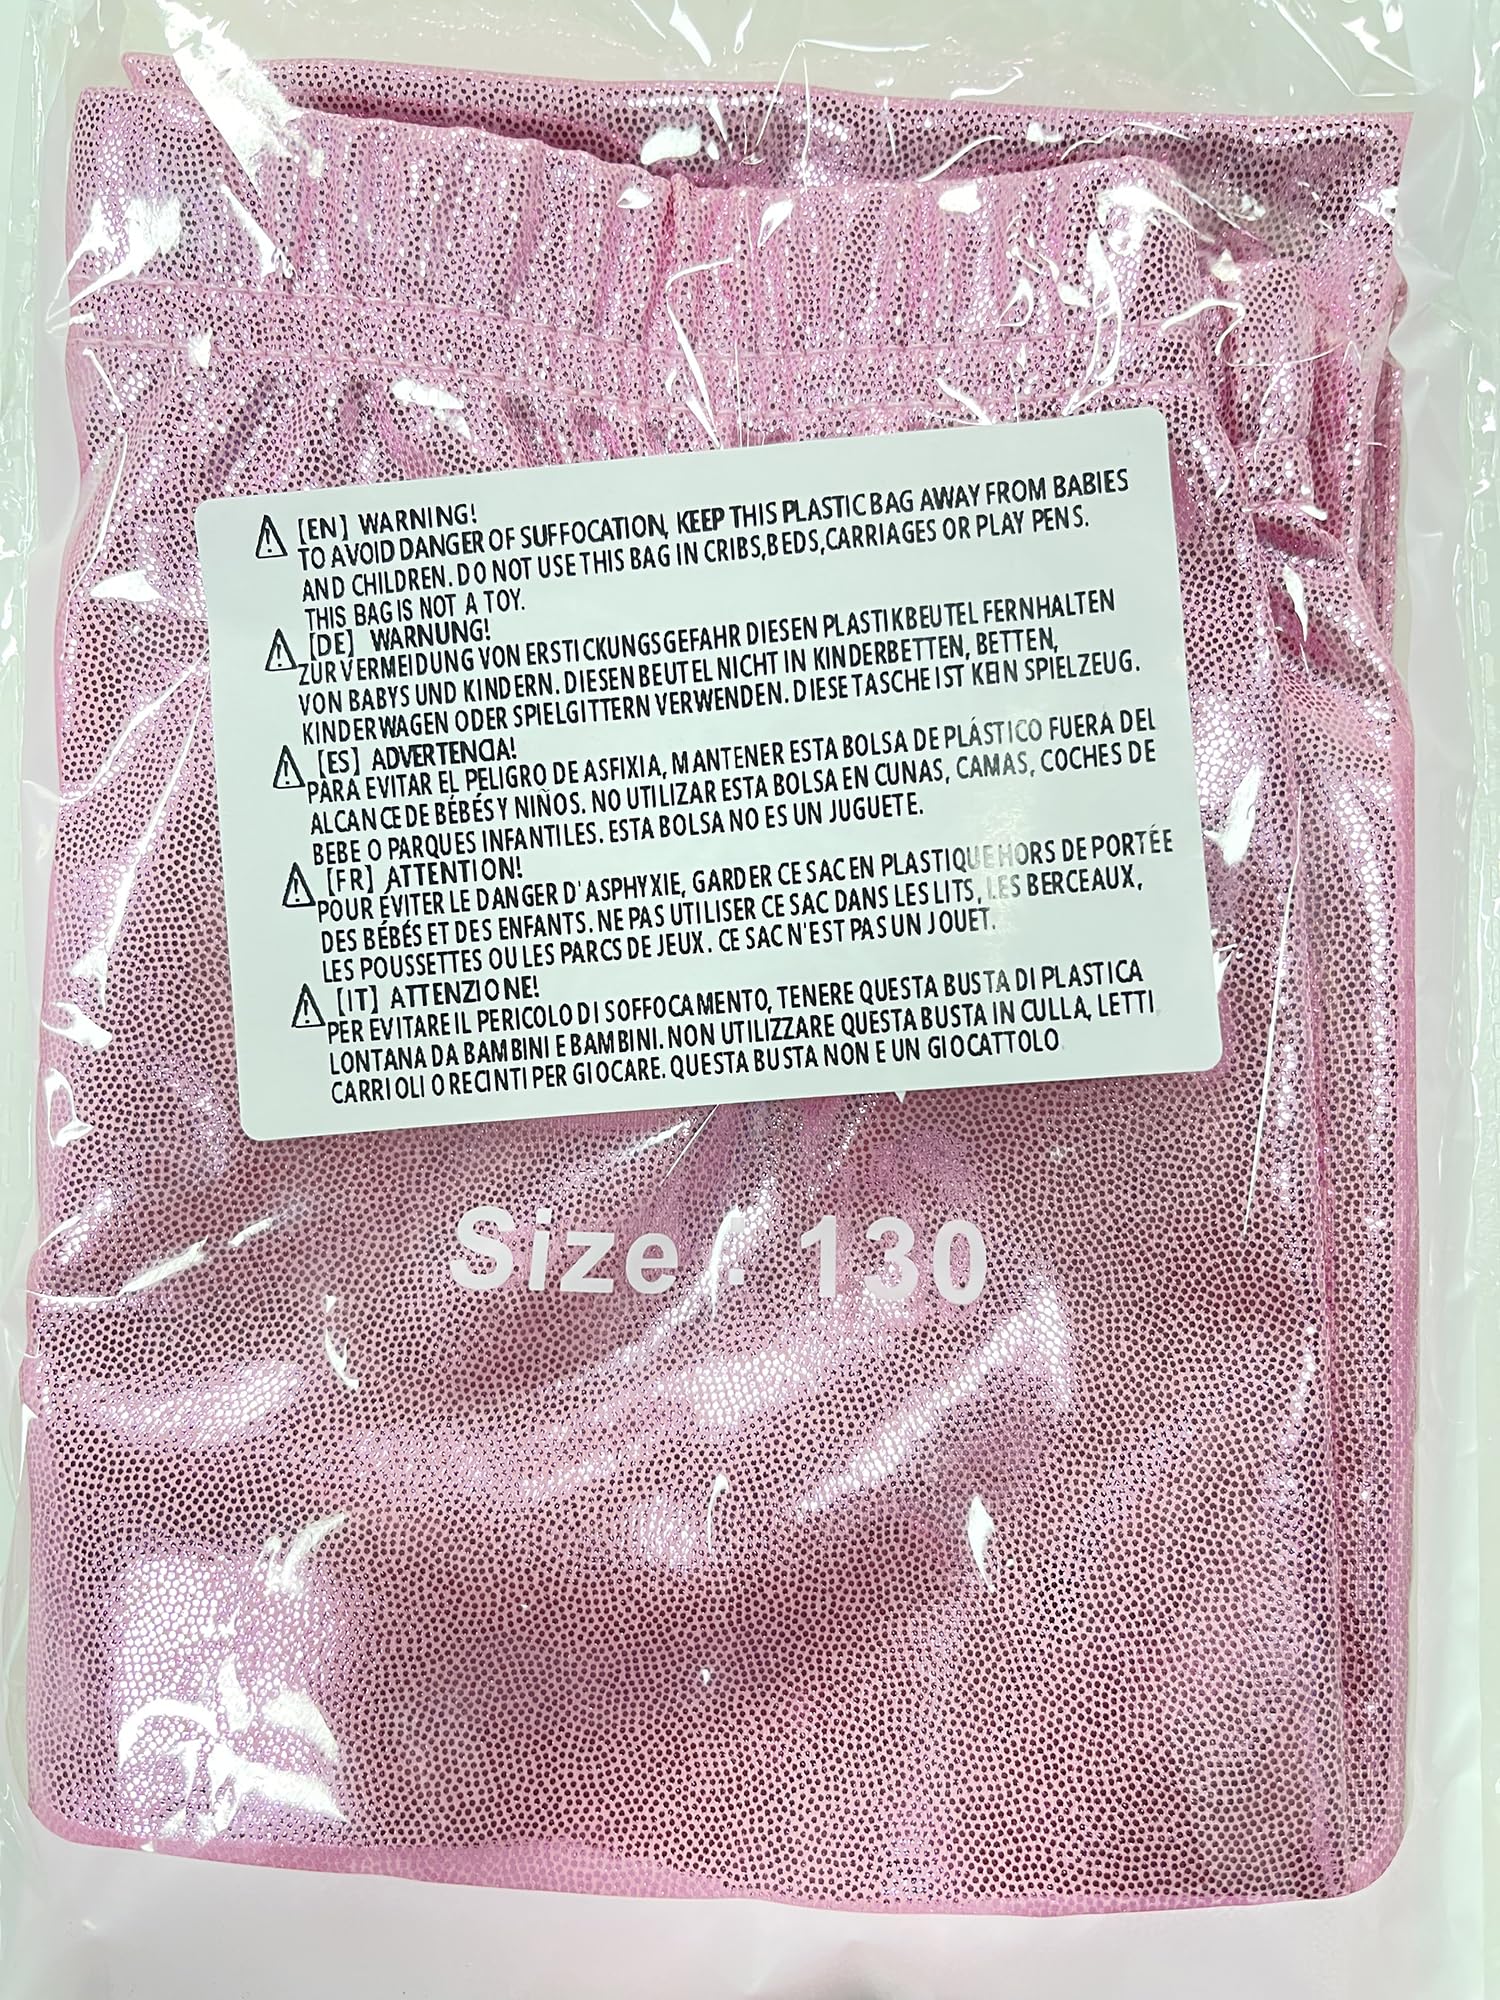 [EN] WARNING!
TO AVOID DANGER OF SUFFOCATION, KEEP THIS PLASTIC BAG AWAY FROM BABIES
AND CHILDREN. DO NOT USE THIS BAG IN CRIBS,BEDS,CARRIAGES OR PLAY PENS.
THIS BAG IS NOT A TOY.
[DE] WARNUNG!
ZUR VERMEIDUNG VON ERSTICKUNGSGEFAHR DIESEN PLASTIKBEUTEL FERNHALTEN
VON BABYS UND KINDERN. DIESEN BEUTEL NICHT IN KINDERBETTEN, BETTEN,
KINDERWAGEN ODER SPIELGITTERN VERWENDEN. DIESE TASCHE IST KEIN SPIELZEUG.
[ES] ADVERTENCIA!
PARA EVITAR EL PELIGRO DE ASFIXIA, MANTENER ESTA BOLSA DE PLÁSTICO FUERA DEL
ALCANCE DE BÉBÉS Y NIÑOS. NO UTILIZAR ESTA BOLSA EN CUNAS, CAMAS, COCHES DE
BEBE O PARQUES INFANTILES. ESTA BOLSA NO ES UN JUGUETE.
[FR] ATTENTION!
POUR ÉVITER LE DANGER D'ASPHYXIE, GARDER CE SAC EN PLASTIQUE HORS DE PORTÉE
DES BÉBÉS ET DES ENFANTS. NE PAS UTILISER CE SAC DANS LES LITS, LES BERCEAUX,
LES POUSSETTES OU LES PARCS DE JEUX. CE SAC N'EST PAS UN JOUET.
[IT] ATTENZIONE!
PER EVITARE IL PERICOLO DI SOFFOCAMENTO, TENERE QUESTA BUSTA DI PLASTICA
LONTANA DA BAMBINI E BAMBINI. NON UTILIZZARE QUESTA BUSTA IN CULLA, LETTI
CARRIOLI O RECINTI PER GIOCARE. QUESTA BUSTA NON E UN GIOCATTOLO
Size : 130